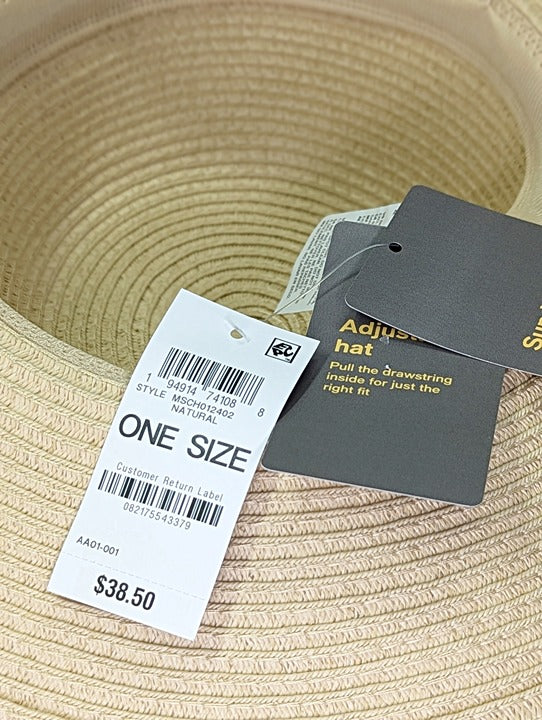 1 94914 74108 8
STYLE MSCH012402
NATURAL
ONE SIZE
Customer Return Label
082175543379
AA01-001
$38.50
hat
Pull the drawstring
inside for just the
right fit